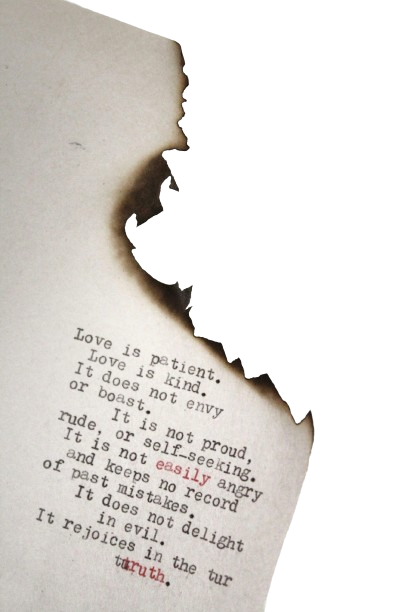 Love is patient.
Love is kind.
It does not envy
or boast.
It is not proud,
rude, or self-seeking.
It is not easily angry
and keeps no record
of past mistakes.
It does not delight
in evil.
It rejoices in the tur
ttruth.